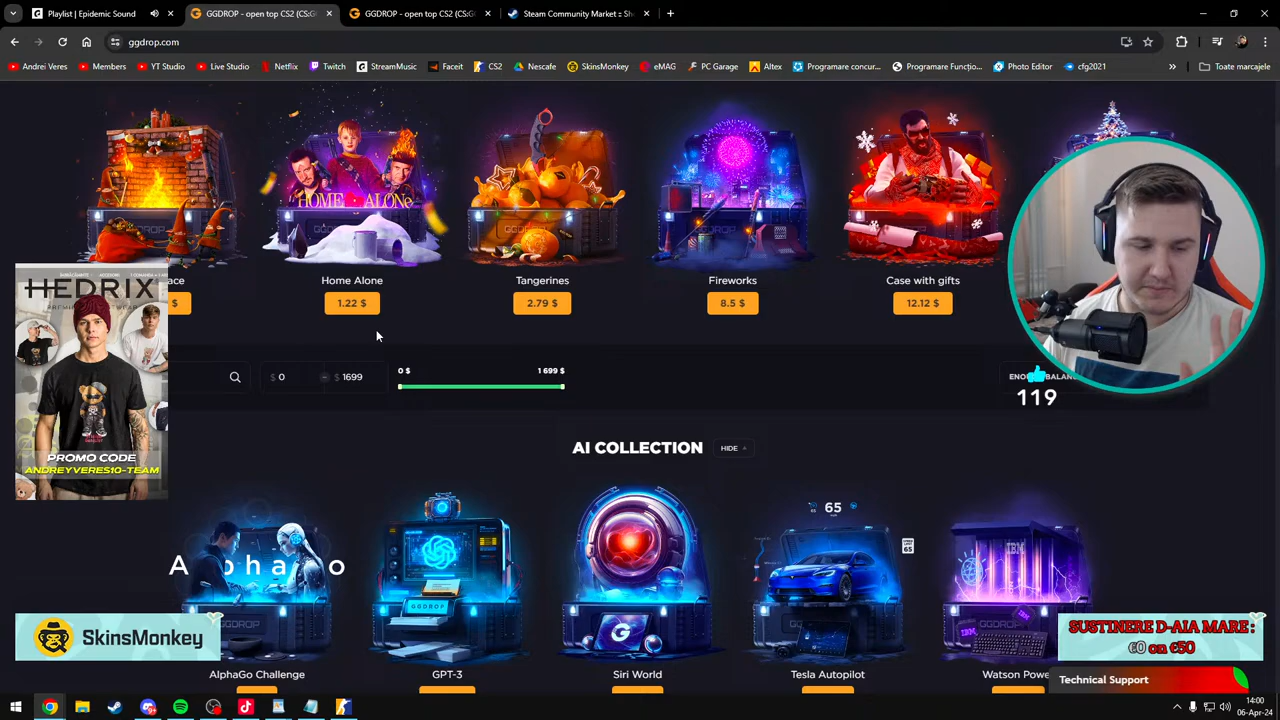 Playlist | Epidemic Sound
GGDROP - open top CS2 (CS:G
GGDROP - open top CS2 (CS:G
Steam Community Market :: Sh
ggdrop.com
Andrei Veres
Members
YT Studio
Live Studio
Netflix
Twitch
StreamMusic
Faceit
CS2
Nescafe
SkinsMonkey
eMAG
PC Garage
Altex
Programare concur...
Programare Funcțio...
Photo Editor
cfg2021
»
Toate marcajele
HOME ALONe
ace
Home Alone
Tangerines
Fireworks
Case with gifts
$
1.22 $
2.79 $
8.5 $
12.12 $
HEDRIX
$ 0
$ 1699
0 $
1 699 $
119
PROMO CODE
ANDREYVERES10-TEAM
AI COLLECTION
HIDE
65
65
IBM
GGDROP
G
SkinsMonkey
AlphaGo Challenge
GPT-3
Siri World
Tesla Autopilot
SUSTINERE D-AIA MARE :
€0 on €50
Technical Support
14:00
06-Apr-24